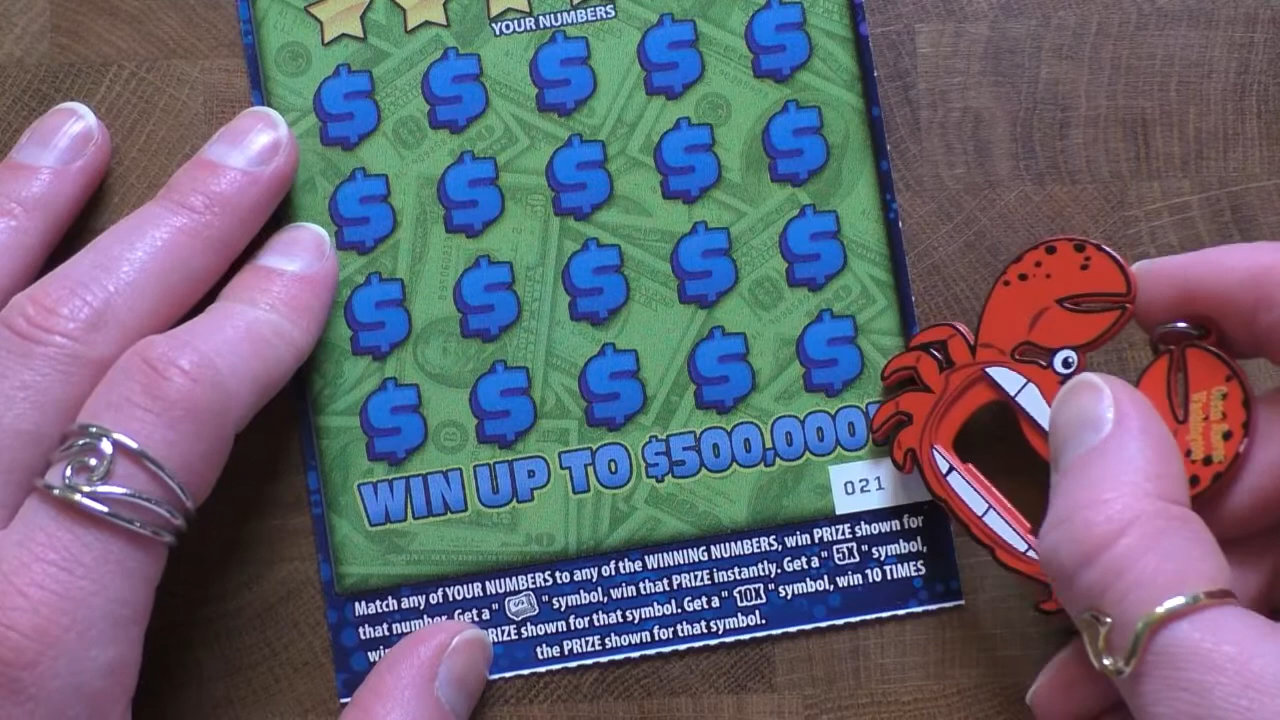 YOUR NUMBERS
$ $ $ $ $
$ $ $ $ $
$ $ $ $ $
$ $ $ $ $
WIN UP TO $500,000
021
Match any of YOUR NUMBERS to any of the WINNING NUMBERS, win PRIZE shown for
that number. Get a " " symbol, win that PRIZE instantly. Get a " 5X " symbol,
RIZE shown for that symbol. Get a " 10X " symbol, win 10 TIMES
the PRIZE shown for that symbol.